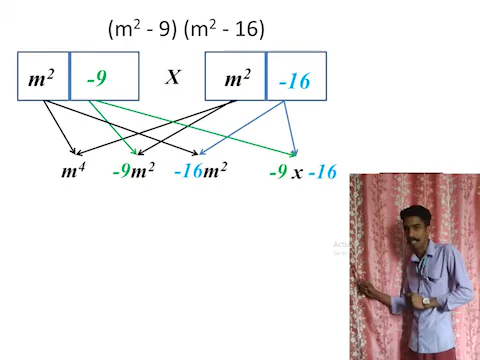 (m² - 9) (m² - 16)
m² -9 X m² -16
m⁴ -9m² -16m² -9 x -16